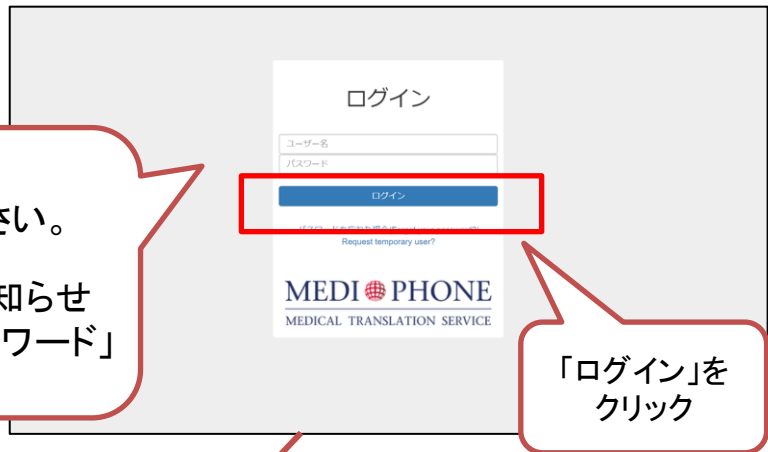 ログイン
ユーザー名
パスワード
ログイン
Request temporary user?
MEDI PHONE
MEDICAL TRANSLATION SERVICE
さい。
知らせ
ワード」
「ログイン」を
クリック